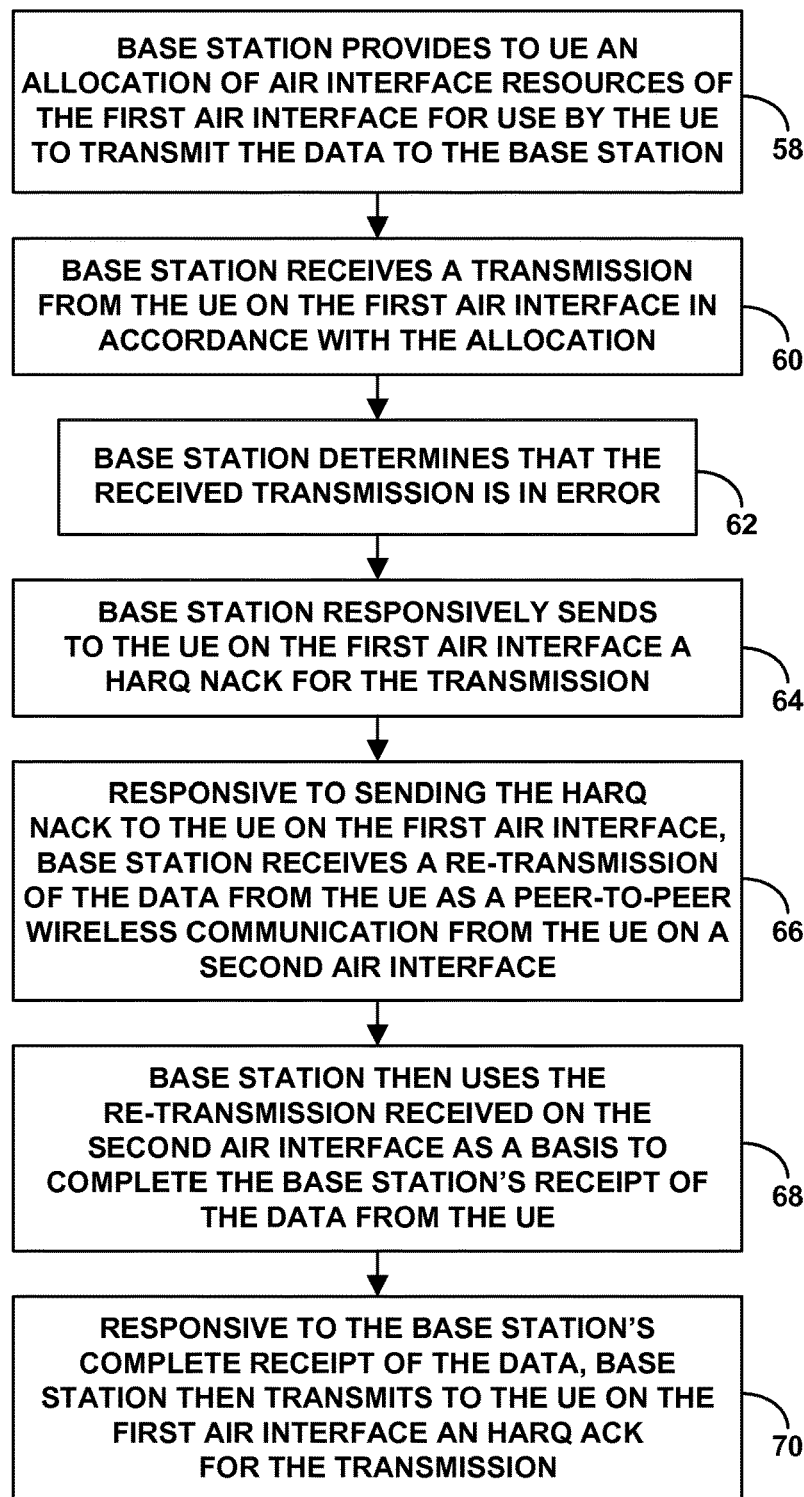 BASE STATION PROVIDES TO UE AN
ALLOCATION OF AIR INTERFACE RESOURCES OF
THE FIRST AIR INTERFACE FOR USE BY THE UE
TO TRANSMIT THE DATA TO THE BASE STATION
58
BASE STATION RECEIVES A TRANSMISSION
FROM THE UE ON THE FIRST AIR INTERFACE IN
ACCORDANCE WITH THE ALLOCATION
60
BASE STATION DETERMINES THAT THE
RECEIVED TRANSMISSION IS IN ERROR
62
BASE STATION RESPONSIVELY SENDS
TO THE UE ON THE FIRST AIR INTERFACE A
HARQ NACK FOR THE TRANSMISSION
64
RESPONSIVE TO SENDING THE HARQ
NACK TO THE UE ON THE FIRST AIR INTERFACE,
BASE STATION RECEIVES A RE-TRANSMISSION
OF THE DATA FROM THE UE AS A PEER-TO-PEER
WIRELESS COMMUNICATION FROM THE UE ON A
SECOND AIR INTERFACE
66
BASE STATION THEN USES THE
RE-TRANSMISSION RECEIVED ON THE
SECOND AIR INTERFACE AS A BASIS TO
COMPLETE THE BASE STATION'S RECEIPT OF
THE DATA FROM THE UE
68
RESPONSIVE TO THE BASE STATION'S
COMPLETE RECEIPT OF THE DATA, BASE
STATION THEN TRANSMITS TO THE UE ON THE
FIRST AIR INTERFACE AN HARQ ACK
FOR THE TRANSMISSION
70